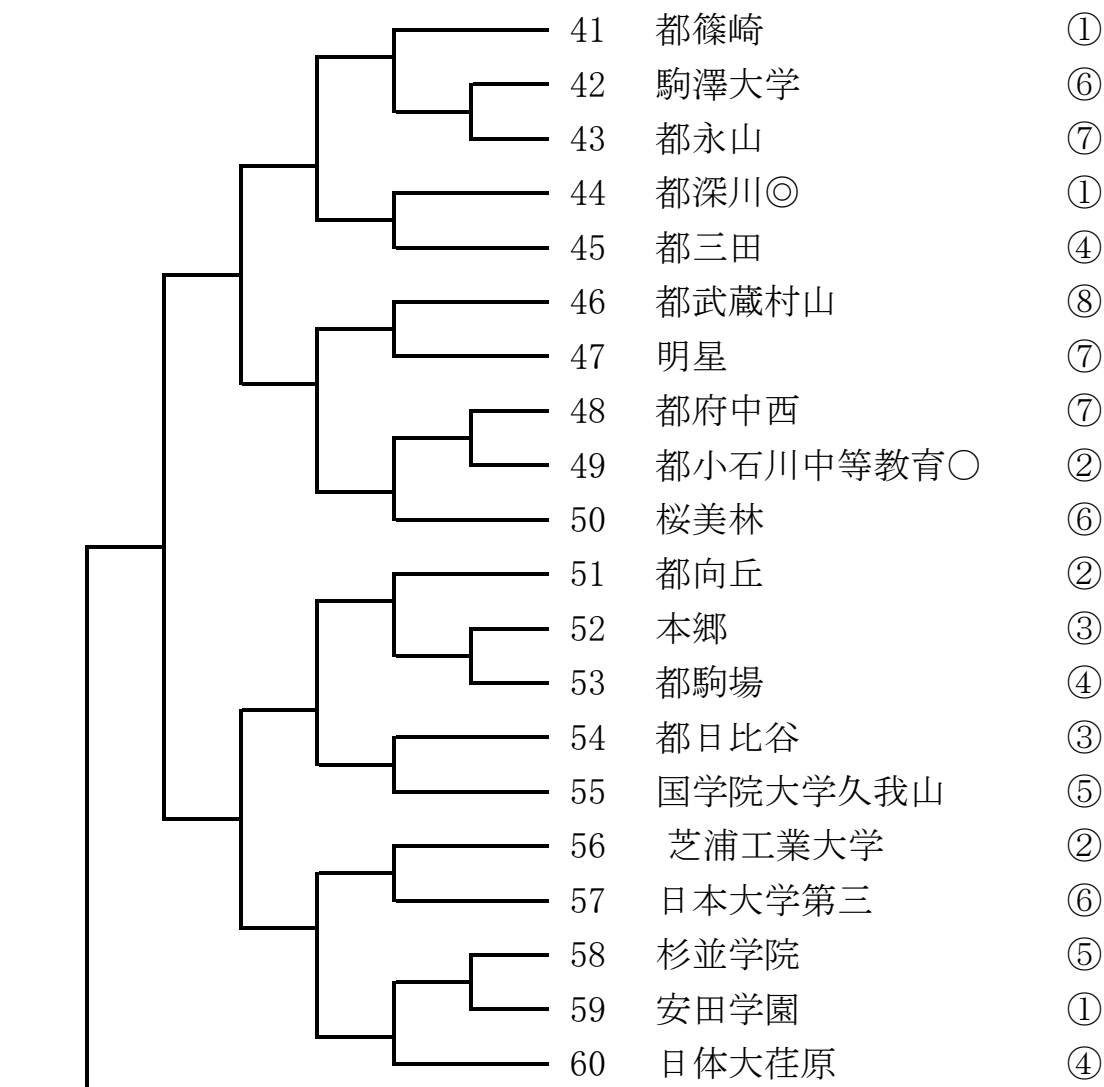 41 都篠崎 ①
42 駒澤大学 ⑥
43 都永山 ⑦
44 都深川◎ ①
45 都三田 ④
46 都武蔵村山 ⑧
47 明星 ⑦
48 都府中西 ⑦
49 都小石川中等教育〇 ②
50 桜美林 ⑥
51 都向丘 ②
52 本郷 ③
53 都駒場 ④
54 都日比谷 ③
55 国学院大学久我山 ⑤
56 芝浦工業大学 ②
57 日本大学第三 ⑥
58 杉並学院 ⑤
59 安田学園 ①
60 日体大荏原 ④